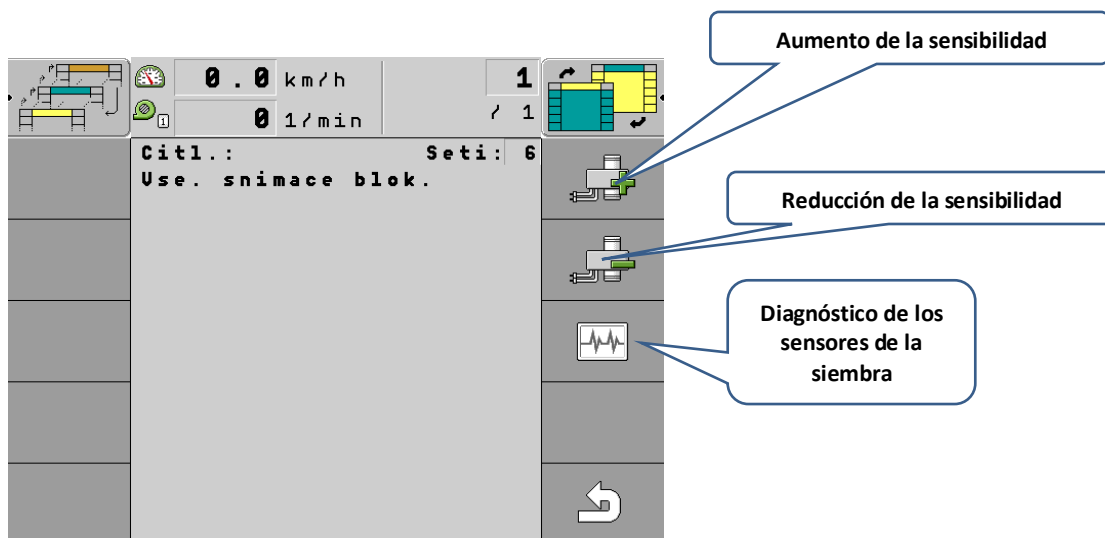 Aumento de la sensibilidad
0.0 km/h 1
1 0 1/min / 1
Citl.: Seti: 6
Vse. snimace blok.
Reducción de la sensibilidad
Diagnóstico de los
sensores de la
siembra